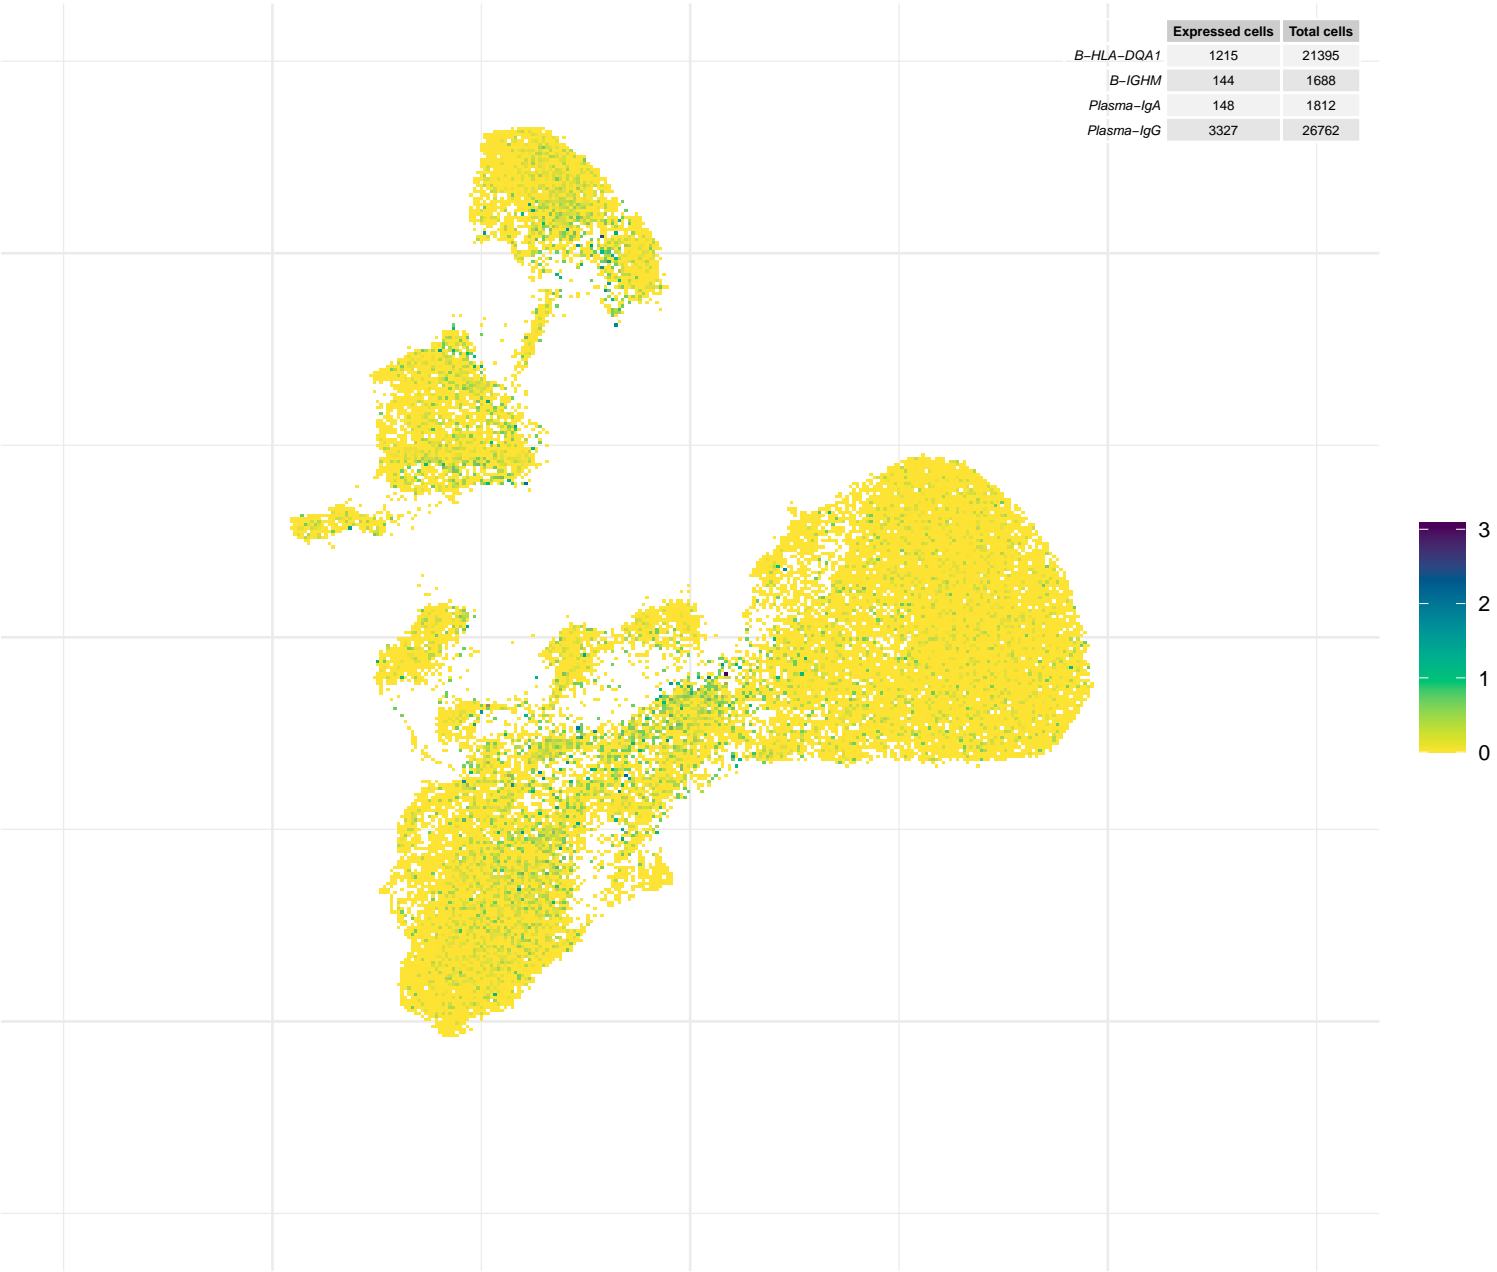 Expressed cells Total cells
B−HLA−DQA1 1215 21395
B−IGHM 144 1688
Plasma−IgA 148 1812
Plasma−IgG 3327 26762
3
2
1
0